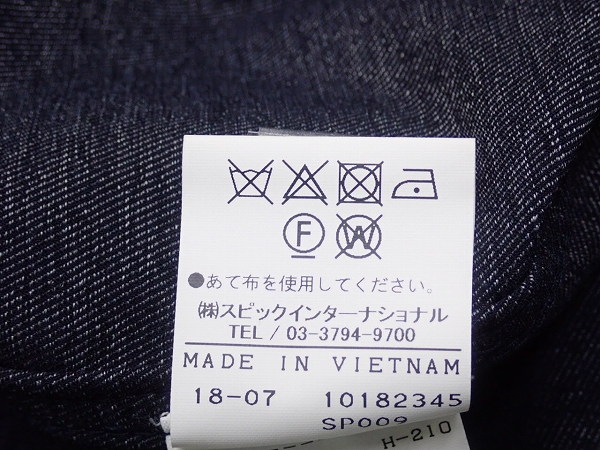 F W
●あて布を使用してください。
㈱スピックインターナショナル
TEL / 03-3794-9700
MADE IN VIETNAM
18-07 10182345
SP009
H-210